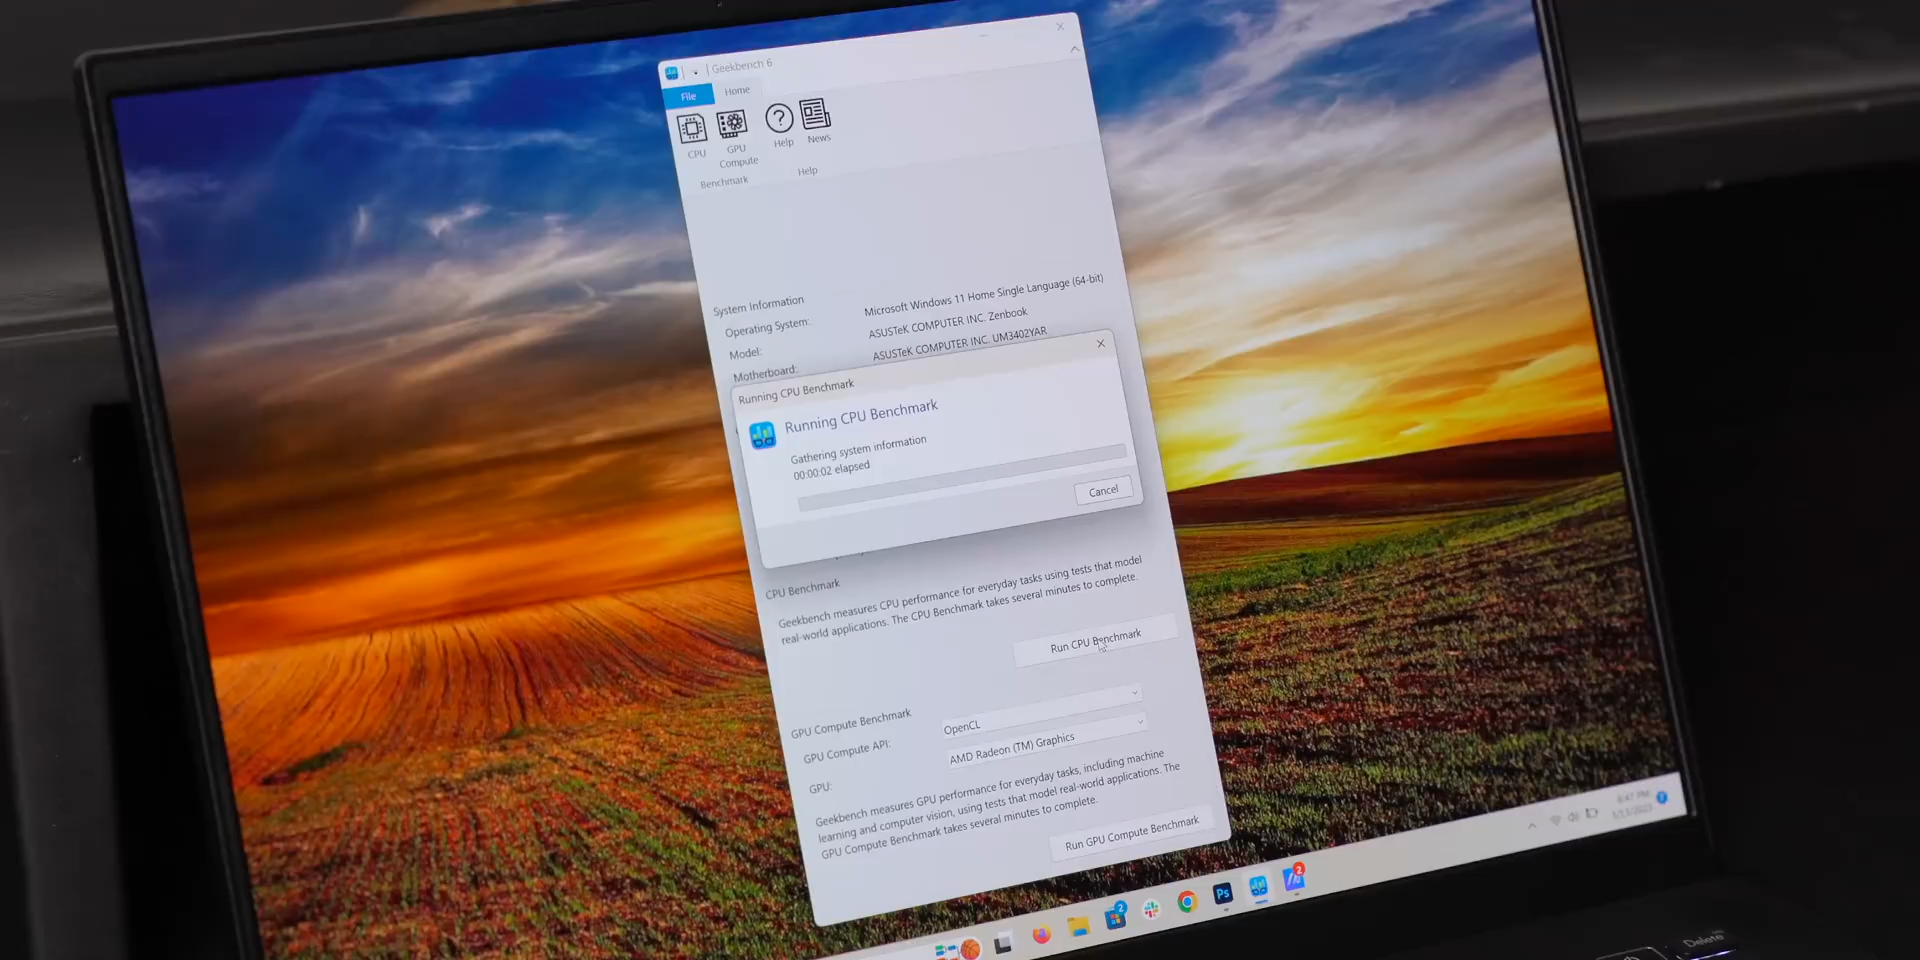 Geekbench 6
File
Home
CPU
GPU
Compute
Help
News
Benchmark
Help
System Information
Operating System:
Microsoft Windows 11 Home Single Language (64-bit)
Model:
ASUSTeK COMPUTER INC. Zenbook
Motherboard:
ASUSTeK COMPUTER INC. UM3402YAR
Running CPU Benchmark
Running CPU Benchmark
Gathering system information
00:00:02 elapsed
Cancel
CPU Benchmark
Geekbench measures CPU performance for everyday tasks using tests that model
real-world applications. The CPU Benchmark takes several minutes to complete.
Run CPU Benchmark
GPU Compute Benchmark
GPU Compute API:
OpenCL
GPU:
AMD Radeon (TM) Graphics
Geekbench measures GPU performance for everyday tasks, including machine
learning and computer vision, using tests that model real-world applications. The
GPU Compute Benchmark takes several minutes to complete.
Run GPU Compute Benchmark
2
Ps
2
Delete